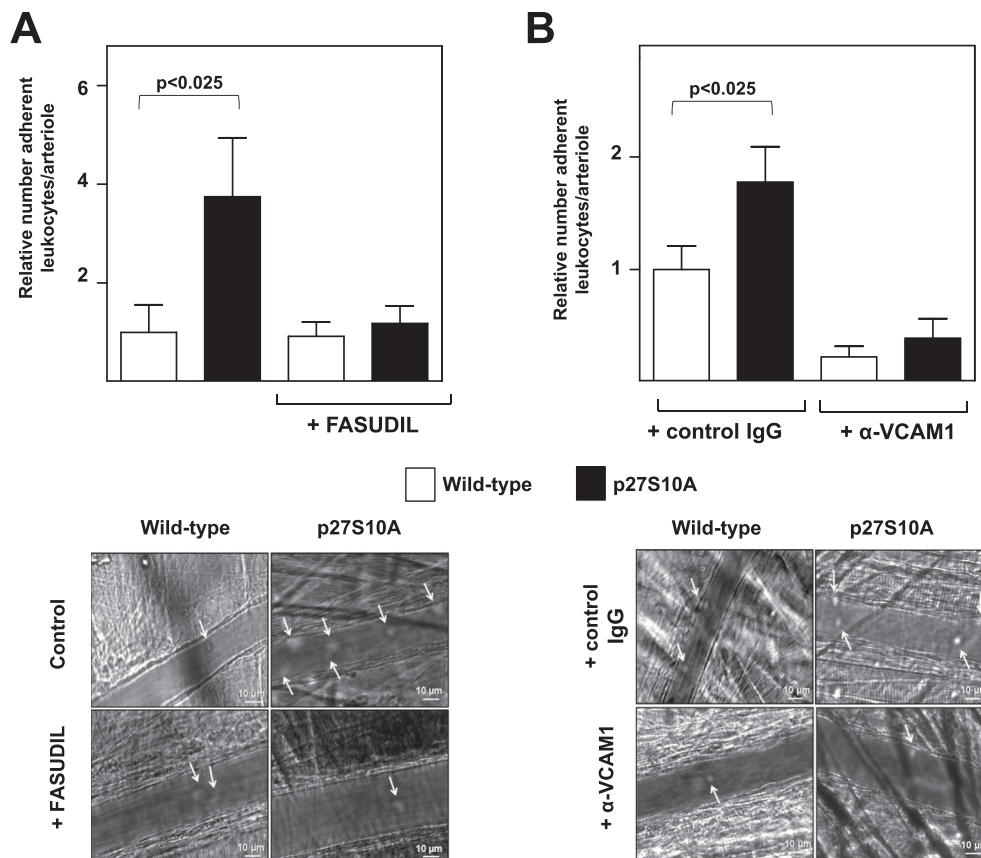 A
B
Relative number adherent
leukocytes/arteriole
6
4
2
p<0.025
+ FASUDIL
Relative number adherent
leukocytes/arteriole
2
1
p<0.025
+ control IgG
+ α-VCAM1
Wild-type
p27S10A
Wild-type
p27S10A
Control
+ FASUDIL
10 µm
10 µm
10 µm
10 µm
Wild-type
p27S10A
+ control
IgG
+ α-VCAM1
10 µm
10 µm
10 µm
10 µm